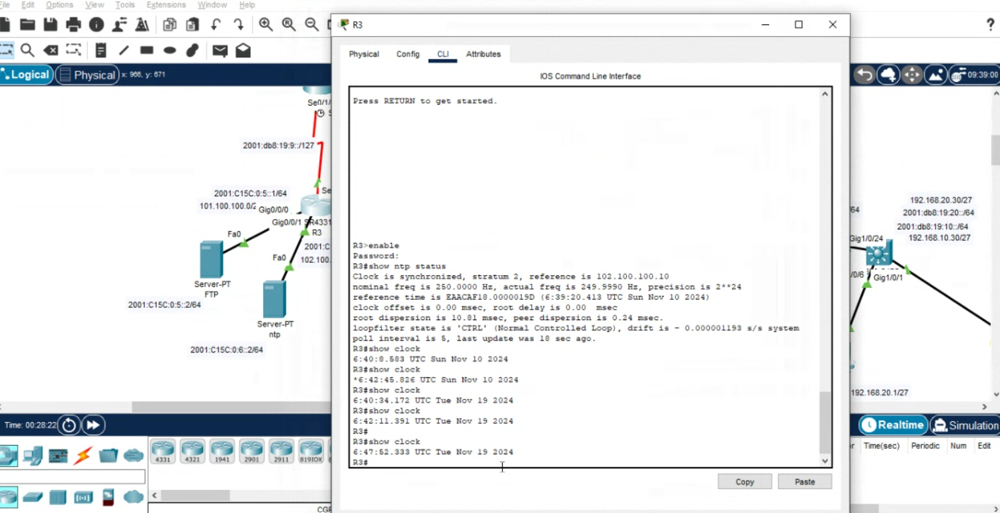 File Edit Options View Tools Extensions Window Help
?
Logical Physical x: 966, y: 671
09:39:00
R3
Physical Config CLI Attributes
IOS Command Line Interface
Press RETURN to get started.
R3>enable
Password:
R3#show ntp status
Clock is synchronized, stratum 2, reference is 102.100.100.10
nominal freq is 250.0000 Hz, actual freq is 249.9990 Hz, precision is 2**24
reference time is EAACAF18.0000019D (6:39:20.413 UTC Sun Nov 10 2024)
clock offset is 0.00 msec, root delay is 0.00 msec
root dispersion is 10.81 msec, peer dispersion is 0.24 msec.
loopfilter state is 'CTRL' (Normal Controlled Loop), drift is - 0.000001193 s/s system
poll interval is 5, last update was 18 sec ago.
R3#show clock
6:40:8.583 UTC Sun Nov 10 2024
R3#show clock
*6:42:45.826 UTC Sun Nov 10 2024
R3#show clock
6:40:34.172 UTC Tue Nov 19 2024
R3#show clock
6:42:11.391 UTC Tue Nov 19 2024
R3#
R3#show clock
6:47:52.333 UTC Tue Nov 19 2024
R3#
Copy Paste
Se0/1/
2001:db8:19:9::/127
2001:C15C:0:5::1/64
101.100.100.0/2
Gig0/0/0
Se
Gig0/0/1
R4331
R3
Fa0
2001:C
Fa0
102.100.
Server-PT
FTP
2001:C15C:0:5::2/64
Server-PT
ntp
2001:C15C:0:6::2/64
192.168.20.30/27
/64
2001:db8:19:20::/64
2001:db8:19:10::/64
192.168.10.30/27
Gig1/0/24
/0/6
Gig1/0/1
192.168.20.1/27
Time: 00:28:22
Realtime Simulation
Time(sec) Periodic Num Edit
4331 4321 1941 2901 2911 819IOX